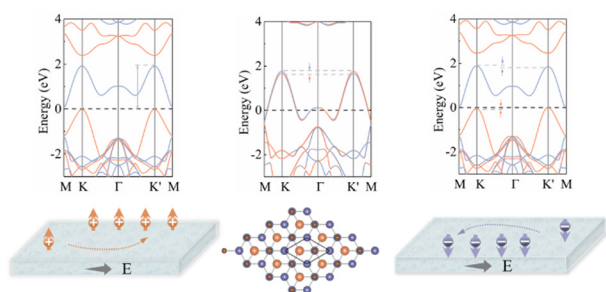 4
2
0
-2
Energy (eV)
M K Γ K' M
4
2
0
-2
Energy (eV)
M K Γ K' M
4
2
0
-2
Energy (eV)
M K Γ K' M
+ + + + +
E
- - - - -
E